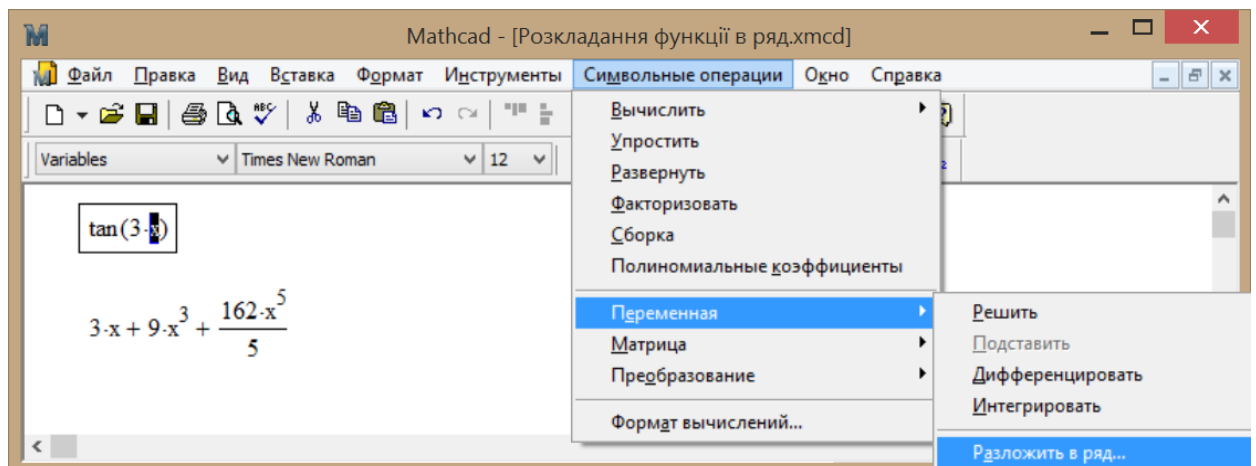 Mathcad - [Розкладання функції в ряд.xmcd]
Файл Правка Вид Вставка Формат Инструменты Символьные операции Окно Справка
Variables Times New Roman 12
tan(3·x)
3·x + 9·x^3 + 162·x^5/5
Вычислить
Упростить
Развернуть
Факторизовать
Сборка
Полиномиальные коэффициенты
Переменная
Матрица
Преобразование
Формат вычислений...
Решить
Подставить
Дифференцировать
Интегрировать
Разложить в ряд...